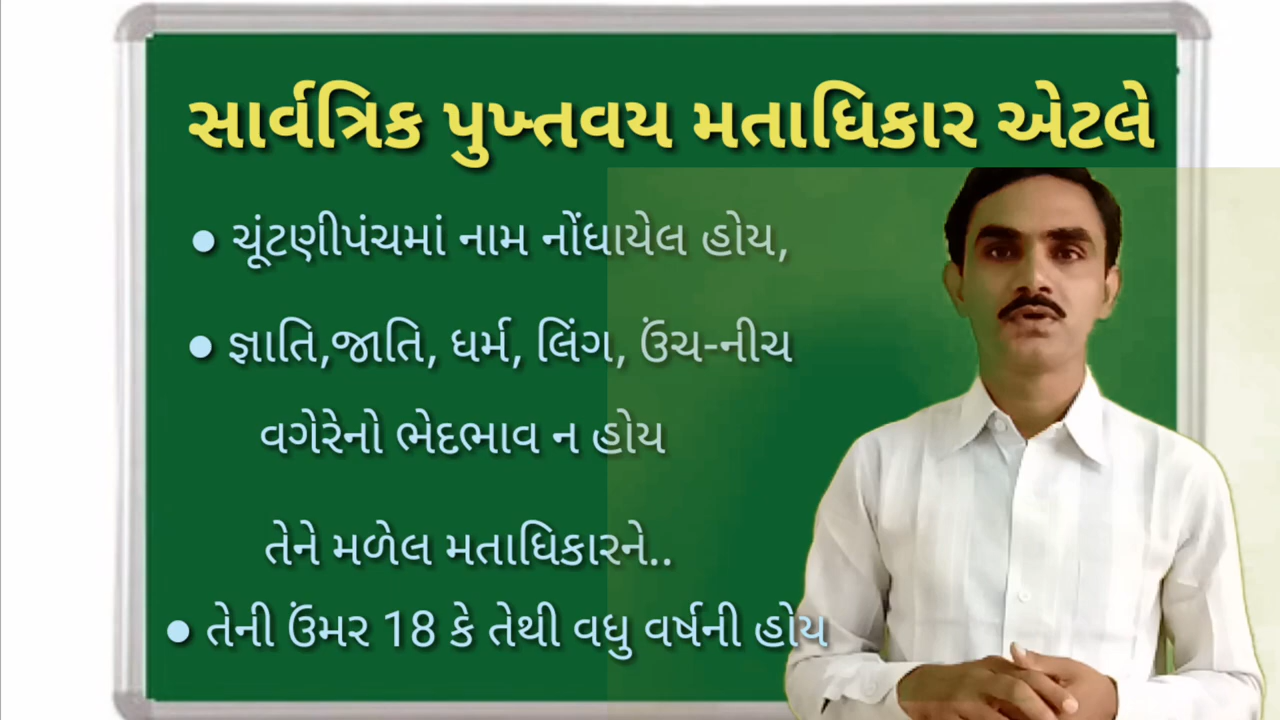 સાર્વત્રિક પુખ્તવય મતાધિકાર એટલે
• ચૂંટણીપંચમાં નામ નોંધાયેલ હોય,
• જ્ઞાતિ,જાતિ, ધર્મ, લિંગ, ઉંચ-નીચ
વગેરેનો ભેદભાવ ન હોય
તેને મળેલ મતાધિકારને..
• તેની ઉંમર 18 કે તેથી વધુ વર્ષની હોય